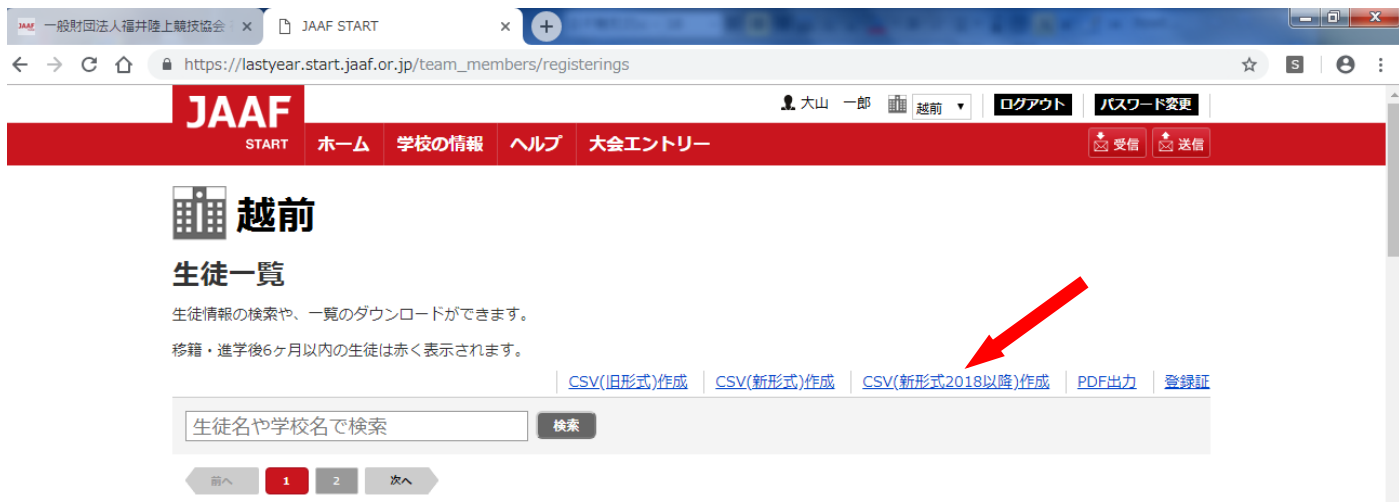 JAAF 一般財団法人福井陸上競技協会
JAAF START
https://lastyear.start.jaaf.or.jp/team_members/registerings
S
JAAF
START
大山 一郎 越前 ログアウト パスワード変更
ホーム 学校の情報 ヘルプ 大会エントリー 受信 送信
越前
生徒一覧
生徒情報の検索や、一覧のダウンロードができます。
移籍・進学後6ヶ月以内の生徒は赤く表示されます。
CSV(旧形式)作成 CSV(新形式)作成 CSV(新形式2018以降)作成 PDF出力 登録証
生徒名や学校名で検索 検索
前へ 1 2 次へ